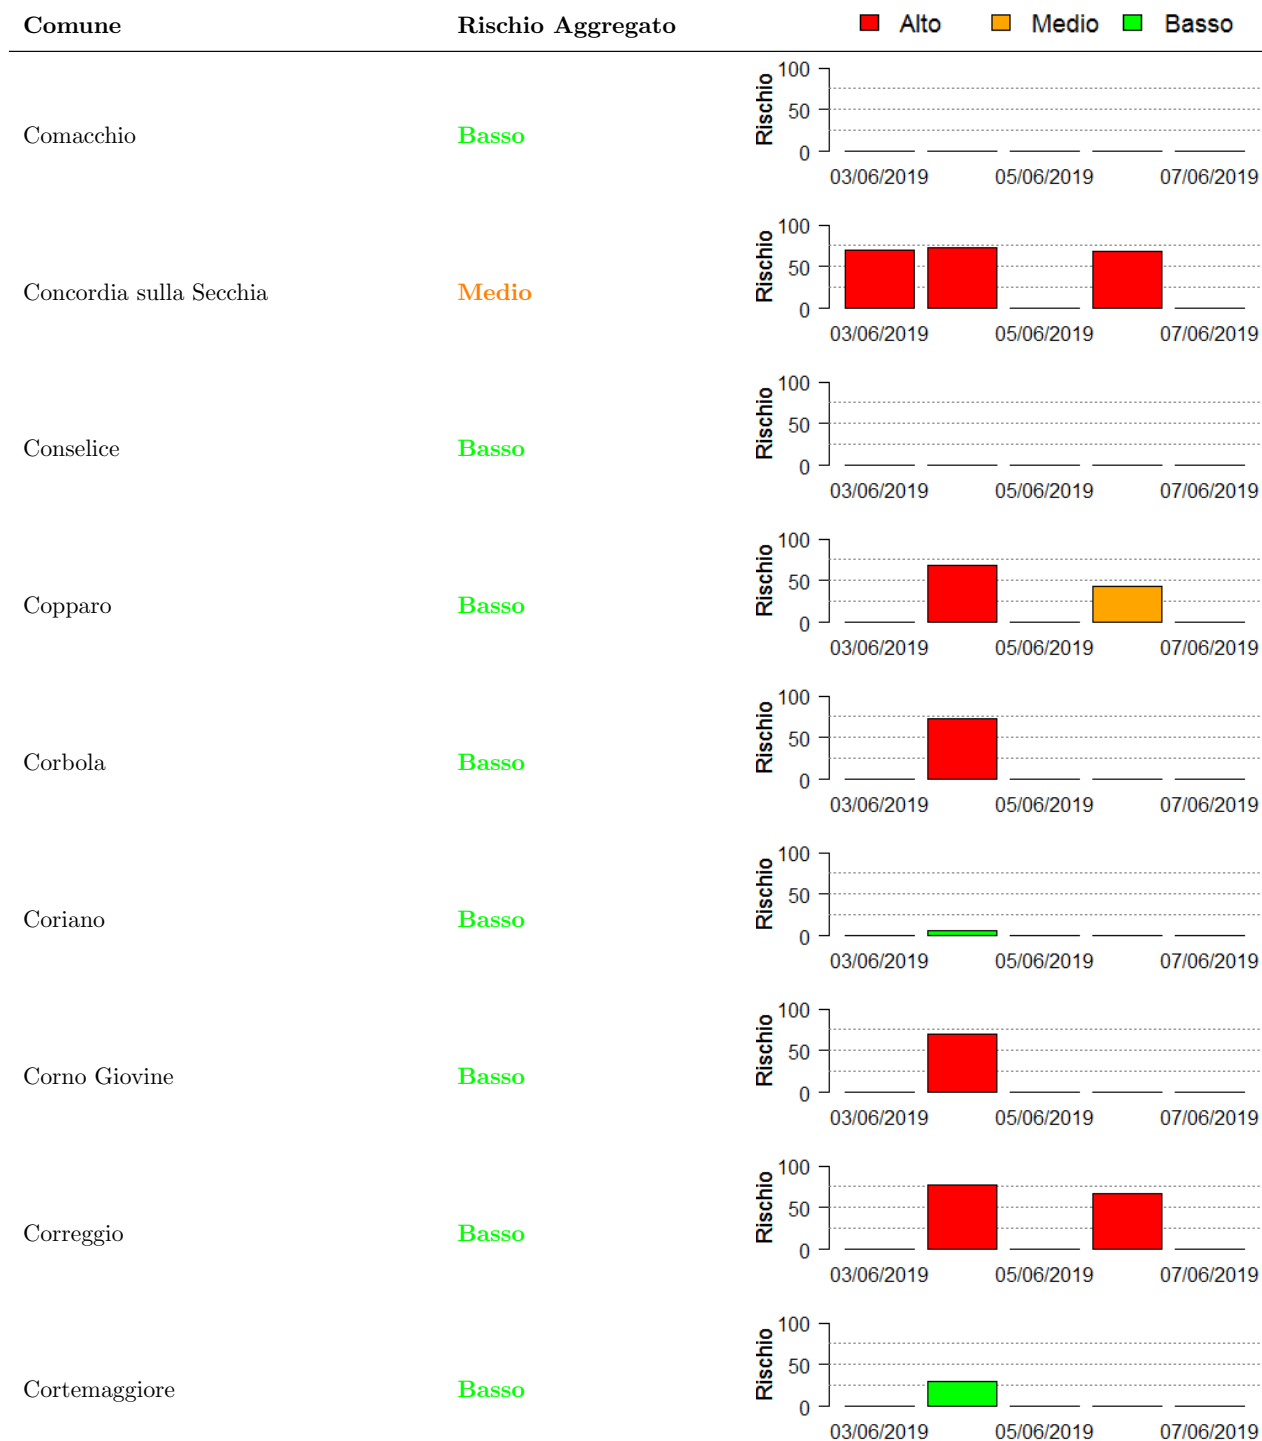 Comune Rischio Aggregato Alto Medio Basso
100
50
0
Rischio
Comacchio Basso
03/06/2019 05/06/2019 07/06/2019
100
50
0
Rischio
Concordia sulla Secchia Medio
03/06/2019 05/06/2019 07/06/2019
100
50
0
Rischio
Conselice Basso
03/06/2019 05/06/2019 07/06/2019
100
50
0
Rischio
Copparo Basso
03/06/2019 05/06/2019 07/06/2019
100
50
0
Rischio
Corbola Basso
03/06/2019 05/06/2019 07/06/2019
100
50
0
Rischio
Coriano Basso
03/06/2019 05/06/2019 07/06/2019
100
50
0
Rischio
Corno Giovine Basso
03/06/2019 05/06/2019 07/06/2019
100
50
0
Rischio
Correggio Basso
03/06/2019 05/06/2019 07/06/2019
100
50
0
Rischio
Cortemaggiore Basso
03/06/2019 05/06/2019 07/06/2019